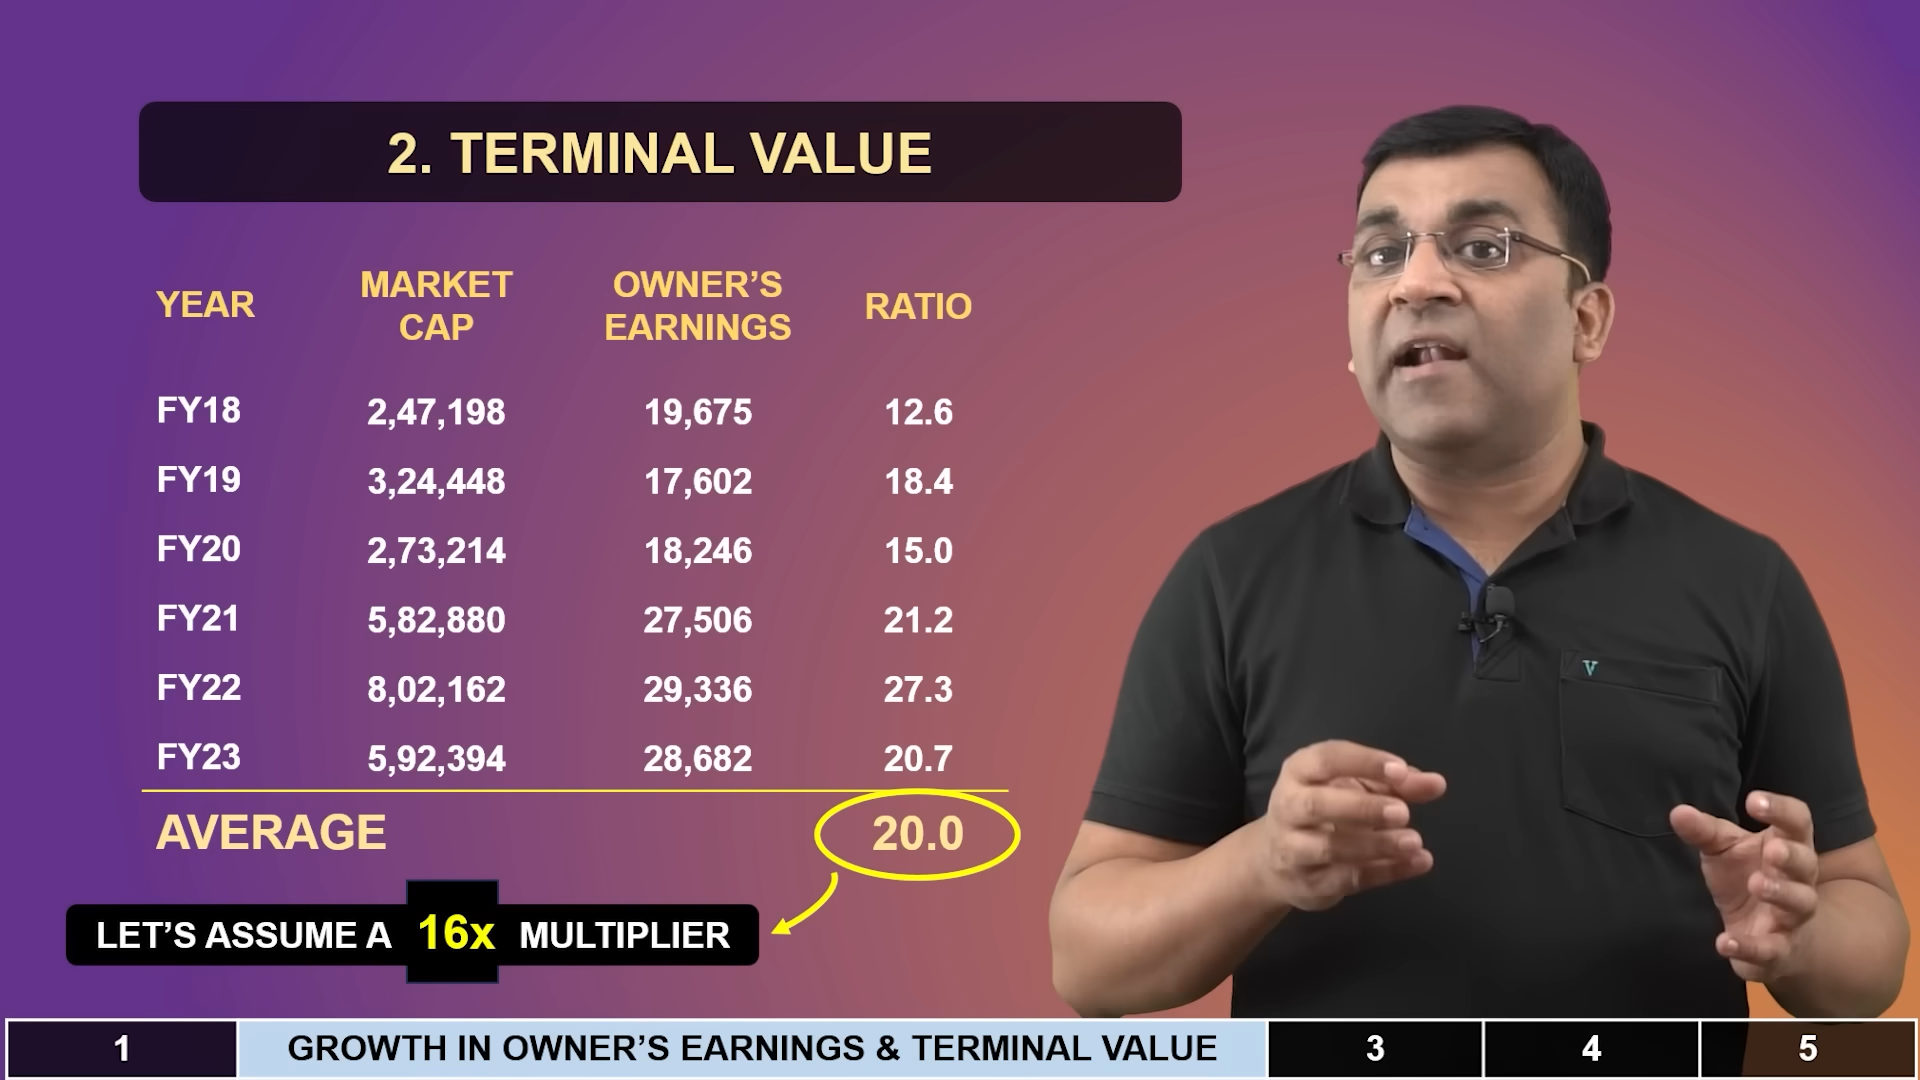 2. TERMINAL VALUE
YEAR MARKET CAP OWNER’S EARNINGS RATIO
FY18 2,47,198 19,675 12.6
FY19 3,24,448 17,602 18.4
FY20 2,73,214 18,246 15.0
FY21 5,82,880 27,506 21.2
FY22 8,02,162 29,336 27.3
FY23 5,92,394 28,682 20.7
AVERAGE 20.0
LET’S ASSUME A 16x MULTIPLIER
V
1 GROWTH IN OWNER’S EARNINGS & TERMINAL VALUE 3 4 5